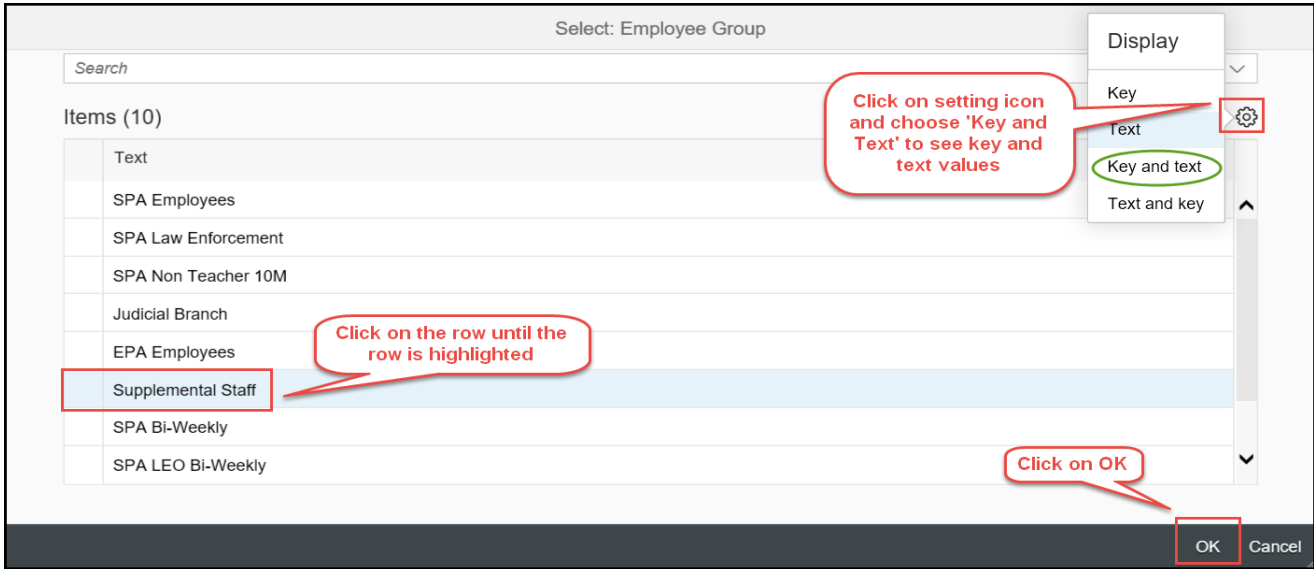 Select: Employee Group
Display
Search
Key
Click on setting icon
and choose 'Key and
Text' to see key and
text values
Items (10)
Text
Text
Key and text
SPA Employees
Text and key
SPA Law Enforcement
SPA Non Teacher 10M
Judicial Branch
Click on the row until the
row is highlighted
EPA Employees
Supplemental Staff
SPA Bi-Weekly
SPA LEO Bi-Weekly
Click on OK
OK Cancel